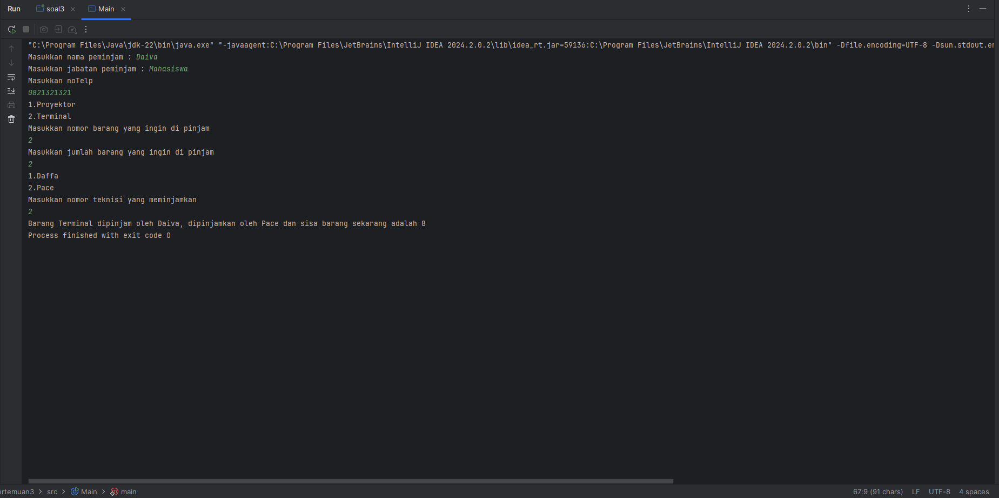 Run soal3 Main
"C:\Program Files\Java\jdk-22\bin\java.exe" "-javaagent:C:\Program Files\JetBrains\IntelliJ IDEA 2024.2.0.2\lib\idea_rt.jar=59136:C:\Program Files\JetBrains\IntelliJ IDEA 2024.2.0.2\bin" -Dfile.encoding=UTF-8 -Dsun.stdout.er
Masukkan nama peminjam : Daiva
Masukkan jabatan peminjam : Mahasiswa
Masukkan noTelp
0821321321
1.Proyektor
2.Terminal
Masukkan nomor barang yang ingin di pinjam
2
Masukkan jumlah barang yang ingin di pinjam
2
1.Daffa
2.Pace
Masukkan nomor teknisi yang meminjamkan
2
Barang Terminal dipinjam oleh Daiva, dipinjamkan oleh Pace dan sisa barang sekarang adalah 8
Process finished with exit code 0
ertemuan3 > src > Main > main 67:9 (91 chars) LF UTF-8 4 spaces